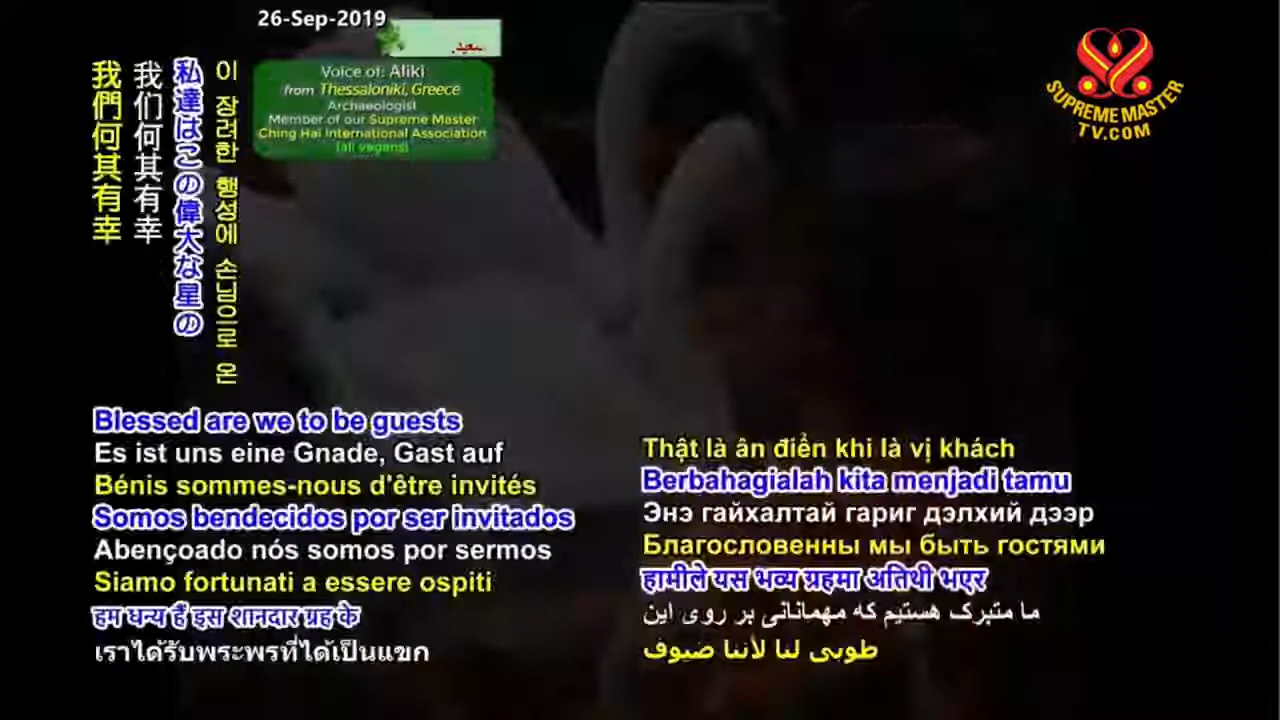 26-Sep-2019
سعيد.
Voice of: Aliki
from Thessaloniki, Greece
Archaeologist
Member of our Supreme Master
Ching Hai International Association
(all vegans)
SUPREME MASTER
TV.COM
我們何其有幸
我们何其有幸
私達はこの偉大な星の
이 장려한 행성에 손님으로 온
Blessed are we to be guests
Es ist uns eine Gnade, Gast auf
Bénis sommes-nous d'être invités
Somos bendecidos por ser invitados
Abençoado nós somos por sermos
Siamo fortunati a essere ospiti
हम धन्य हैं इस शानदार ग्रह के
เราได้รับพระพรที่ได้เป็นแขก
Thật là ân điển khi là vị khách
Berbahagialah kita menjadi tamu
Энэ гайхалтай гариг дэлхий дээр
Благословенны мы быть гостями
हामीले यस भव्य ग्रहमा अतिथी भएर
ما متبرک هستیم که مهمانانی بر روی این
طوبى لنا لأننا ضيوف